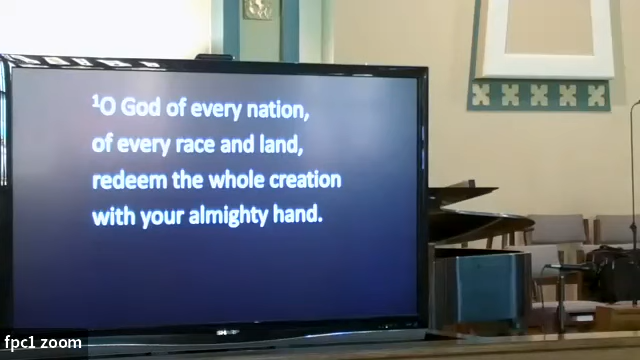 ¹O God of every nation,
of every race and land,
redeem the whole creation
with your almighty hand.
SHARP
fpc1 zoom